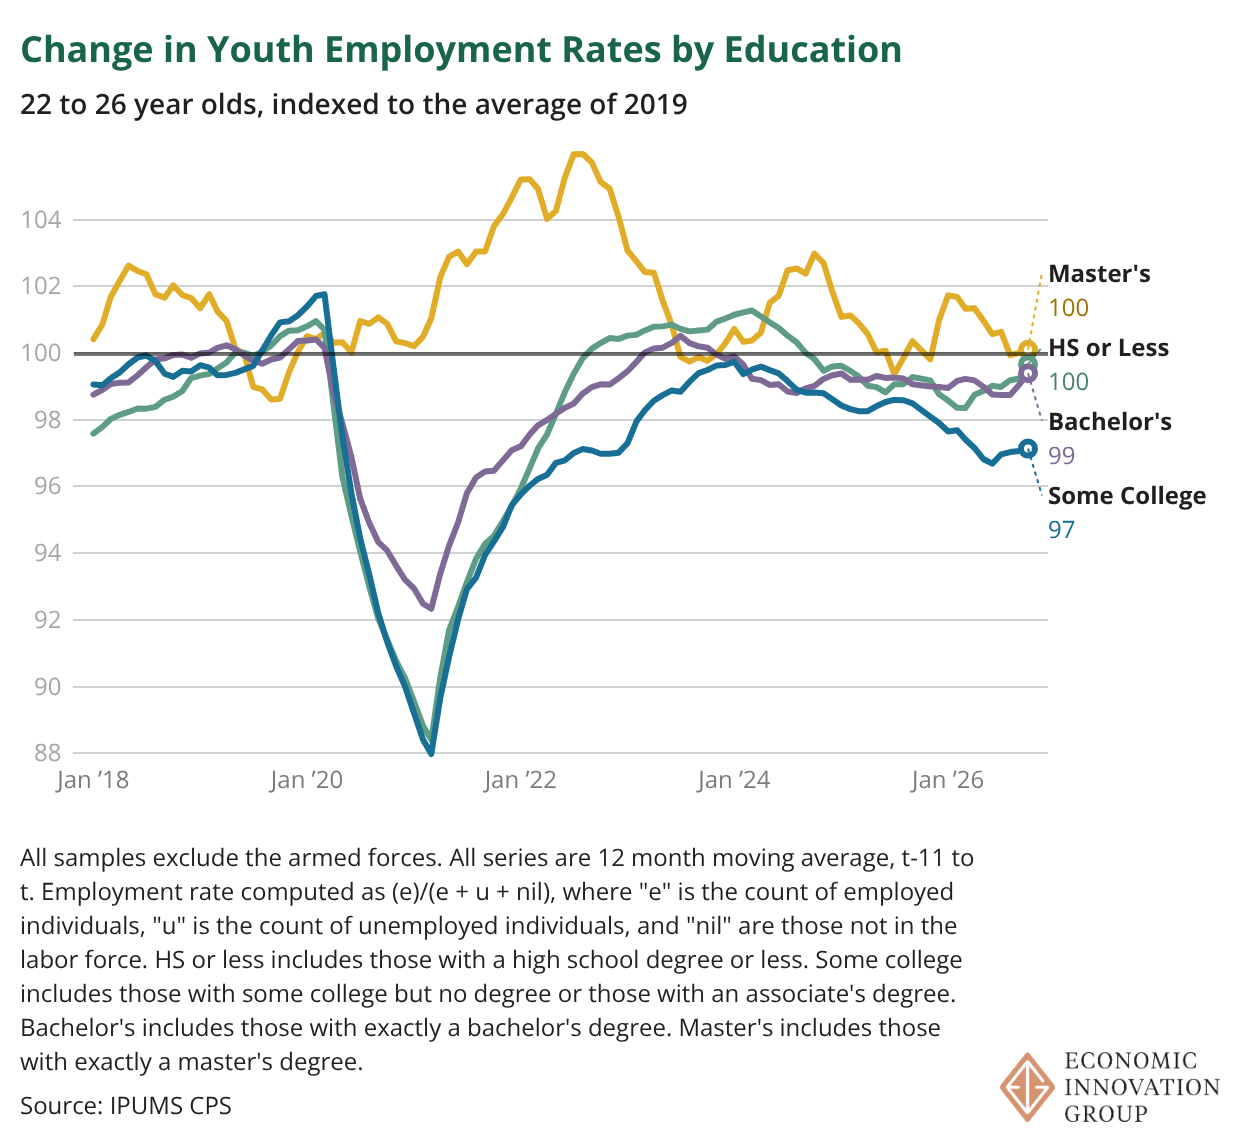 Change in Youth Employment Rates by Education
22 to 26 year olds, indexed to the average of 2019
104
102
100
98
96
94
92
90
88
Jan ’18
Jan ’20
Jan ’22
Jan ’24
Jan ’26
Master's
100
HS or Less
100
Bachelor's
99
Some College
97
All samples exclude the armed forces. All series are 12 month moving average, t-11 to
t. Employment rate computed as (e)/(e + u + nil), where "e" is the count of employed
individuals, "u" is the count of unemployed individuals, and "nil" are those not in the
labor force. HS or less includes those with a high school degree or less. Some college
includes those with some college but no degree or those with an associate's degree.
Bachelor's includes those with exactly a bachelor's degree. Master's includes those
with exactly a master's degree.
Source: IPUMS CPS
ECONOMIC
INNOVATION
GROUP